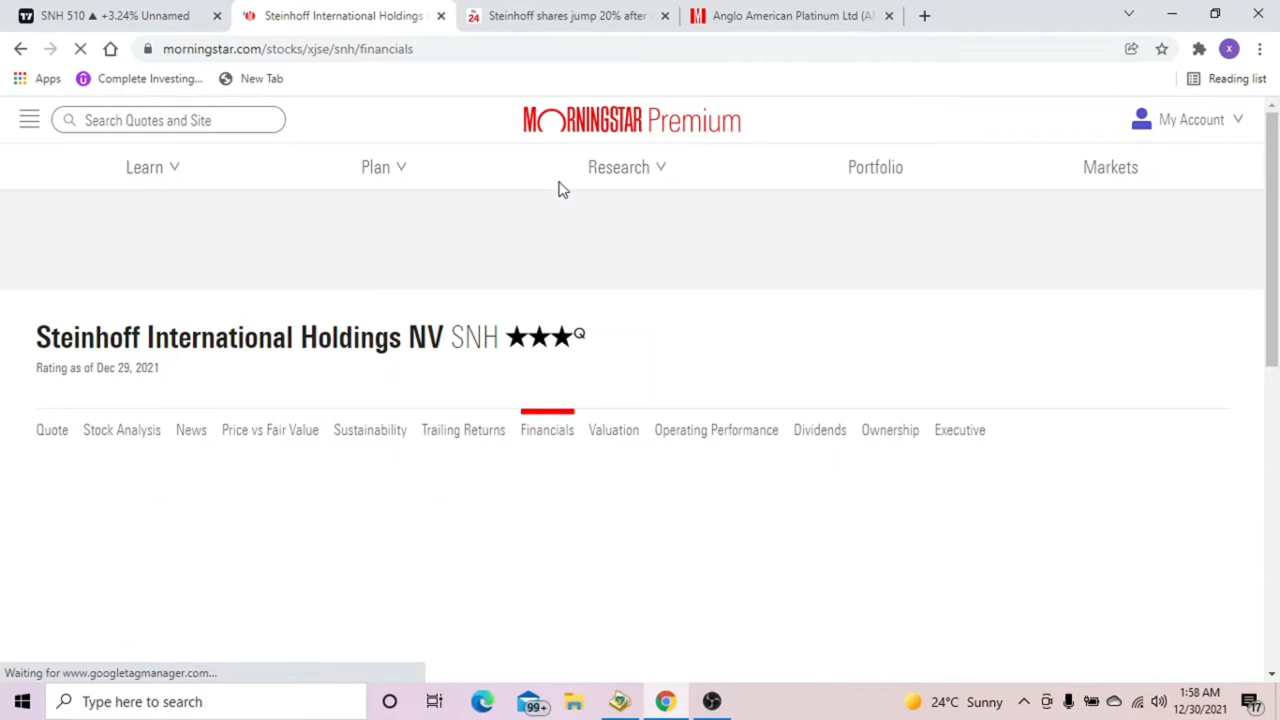 SNH 510 ▲ +3.24% Unnamed
Steinhoff International Holdings
Steinhoff shares jump 20% after
Anglo American Platinum Ltd (AN
morningstar.com/stocks/xjse/snh/financials
Apps Complete Investing... New Tab Reading list
Search Quotes and Site MORNINGSTAR Premium My Account
Learn Plan Research Portfolio Markets
Steinhoff International Holdings NV SNH ★★★Q
Rating as of Dec 29, 2021
Quote Stock Analysis News Price vs Fair Value Sustainability Trailing Returns Financials Valuation Operating Performance Dividends Ownership Executive
Waiting for www.googletagmanager.com...
Type here to search 99+ 24°C Sunny 1:58 AM
12/30/2021 17